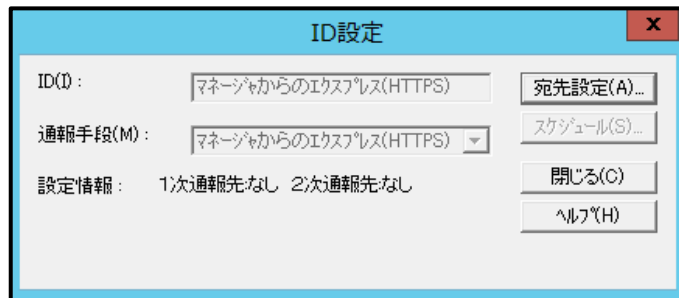 ID設定
x
ID(I) :
ﾏﾈｰｼﾞｬからのｴｸｽﾌﾟﾚｽ(HTTPS)
宛先設定(A)...
通報手段(M) :
ﾏﾈｰｼﾞｬからのｴｸｽﾌﾟﾚｽ(HTTPS)
ｽｹｼﾞｭｰﾙ(S)...
設定情報 : 1次通報先:なし 2次通報先:なし
閉じる(C)
ﾍﾙﾌﾟ(H)